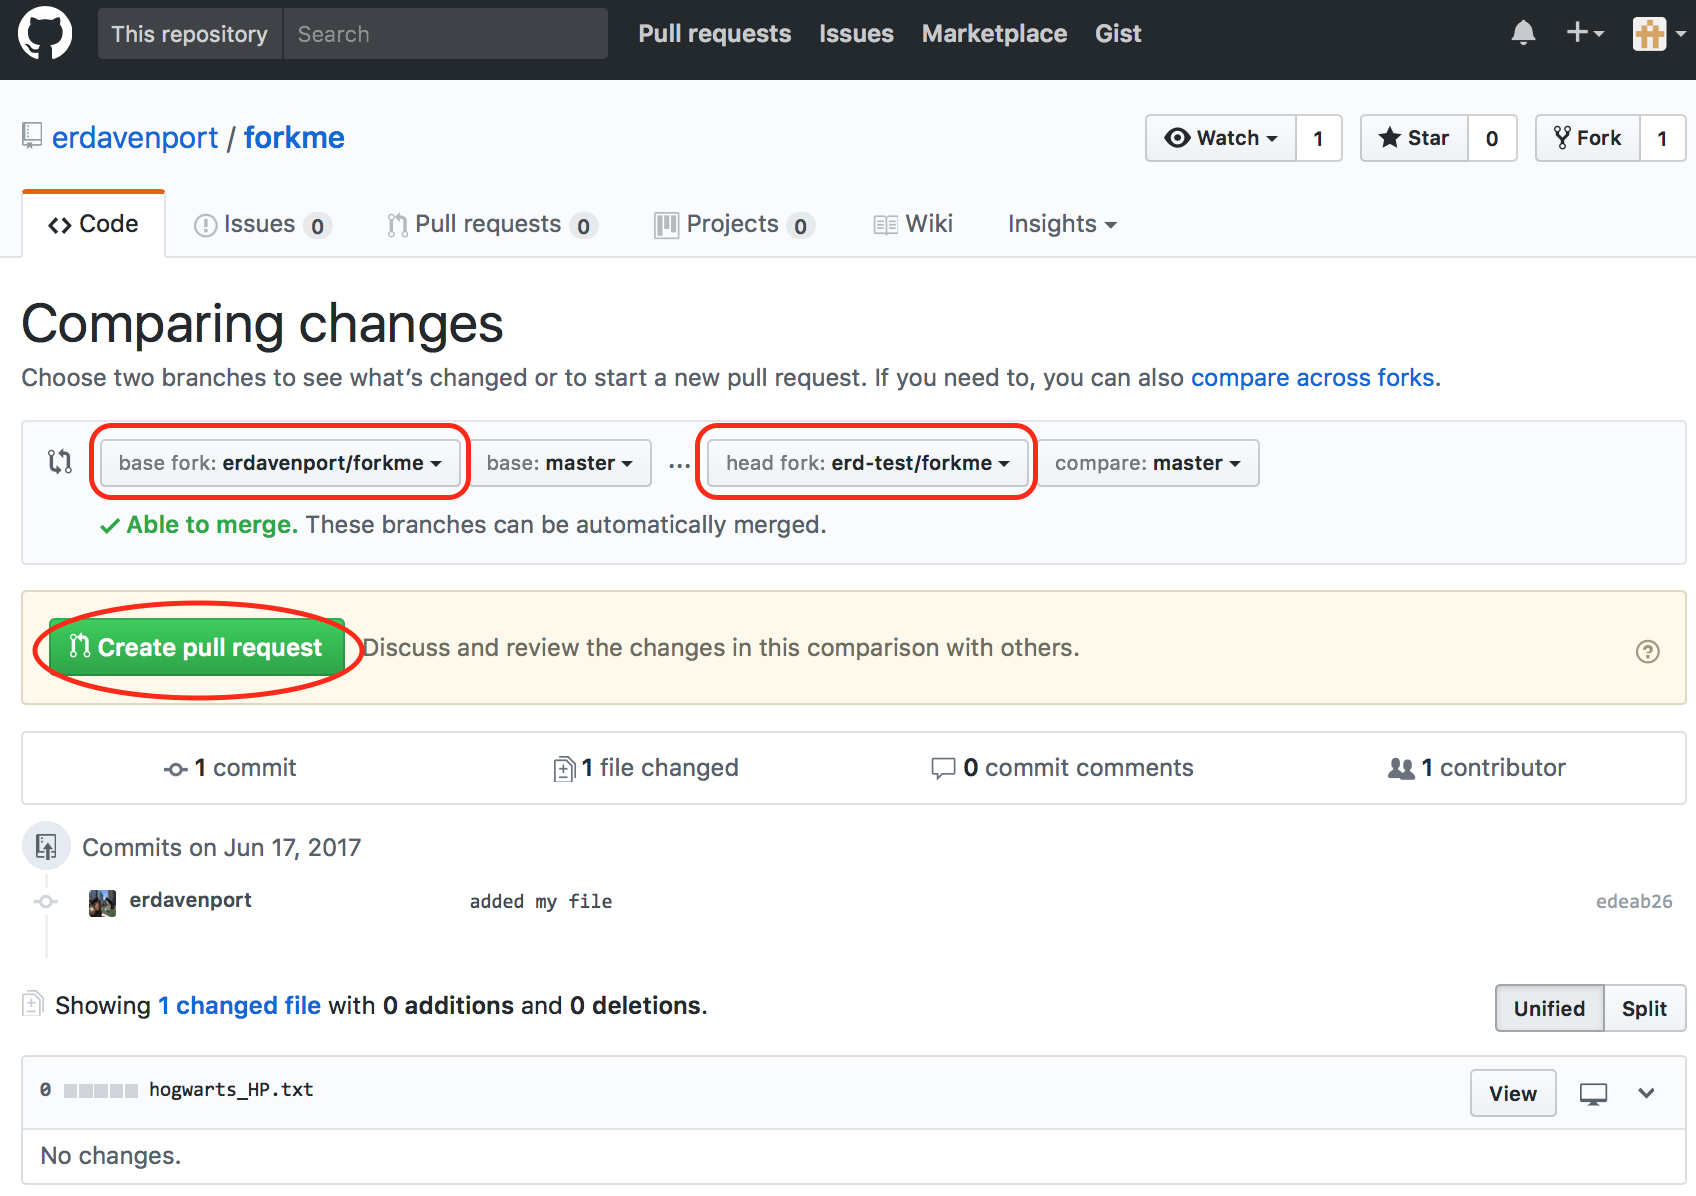 This repository Search Pull requests Issues Marketplace Gist
erdavenport / forkme Watch 1 Star 0 Fork 1
Code Issues 0 Pull requests 0 Projects 0 Wiki Insights
Comparing changes
Choose two branches to see what’s changed or to start a new pull request. If you need to, you can also compare across forks.
base fork: erdavenport/forkme base: master ... head fork: erd-test/forkme compare: master
Able to merge. These branches can be automatically merged.
Create pull request Discuss and review the changes in this comparison with others.
1 commit 1 file changed 0 commit comments 1 contributor
Commits on Jun 17, 2017
erdavenport added my file edeab26
Showing 1 changed file with 0 additions and 0 deletions. Unified Split
0 hogwarts_HP.txt View
No changes.